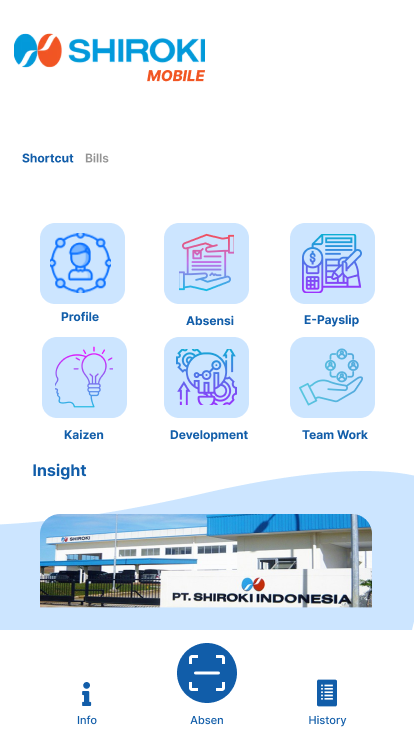 SHIROKI
MOBILE
Shortcut Bills
Profile Absensi E-Payslip
Kaizen Development Team Work
Insight
SHIROKI
PT. SHIROKI INDONESIA
Info Absen History